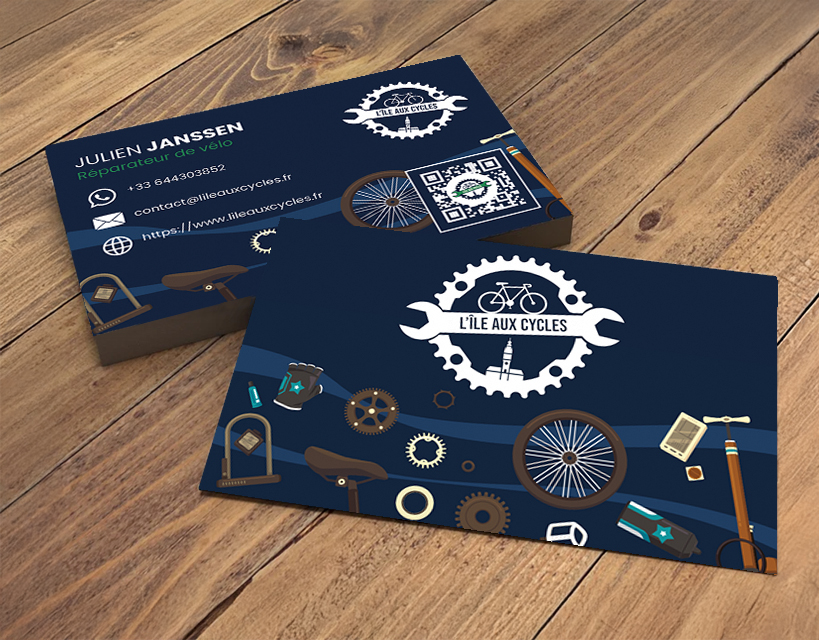 L'ÎLE AUX CYCLES
JULIEN JANSSEN
Réparateur de vélo
+33 644303852
contact@lileauxcycles.fr
https://www.lileauxcycles.fr
L'ÎLE AUX CYCLES